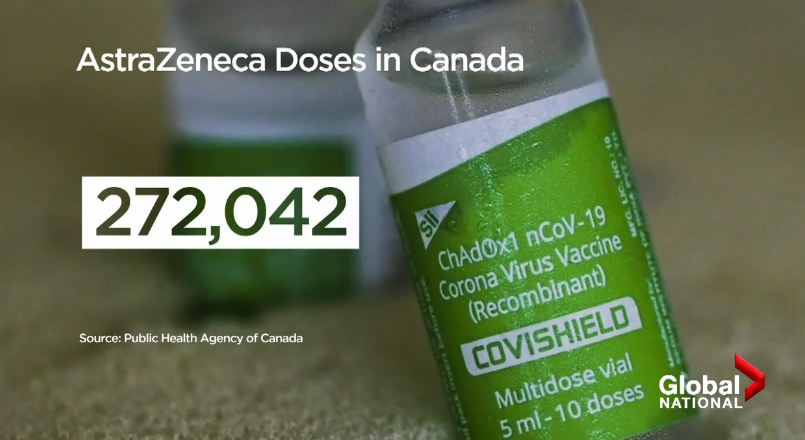 AstraZeneca Doses in Canada
272,042
Source: Public Health Agency of Canada
SII
ChAdOx1 nCoV-19
Corona Virus Vaccine
(Recombinant)
COVISHIELD
Multidose vial
5 ml - 10 doses
Global
NATIONAL